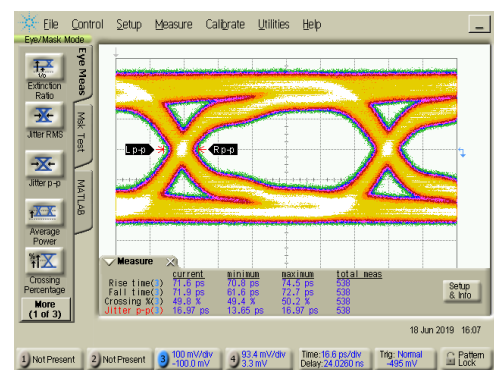 File Control Setup Measure Calibrate Utilities Help
Eye/Mask Mode
Extinction
Ratio
Jitter RMS
Jitter p-p
Average
Power
Crossing
Percentage
More
(1 of 3)
Eye Meas
Msk Test
MATLAB
L p-p
R p-p
Measure
current minimum maximum total meas
Rise time(3) 71.6 ps 70.8 ps 74.5 ps 538
Fall time(3) 71.9 ps 61.6 ps 72.7 ps 538
Crossing %(3) 49.8 % 49.4 % 50.2 % 538
Jitter p-p(3) 16.97 ps 13.65 ps 16.97 ps 538
Setup
& Info
18 Jun 2019 16:07
1 Not Present
2 Not Present
3 100 mV/div
-100.0 mV
4 93.4 mV/div
3.3 mV
Time:16.6 ps/div
Delay:24.0260 ns
Trig: Normal
-495 mV
Pattern
Lock